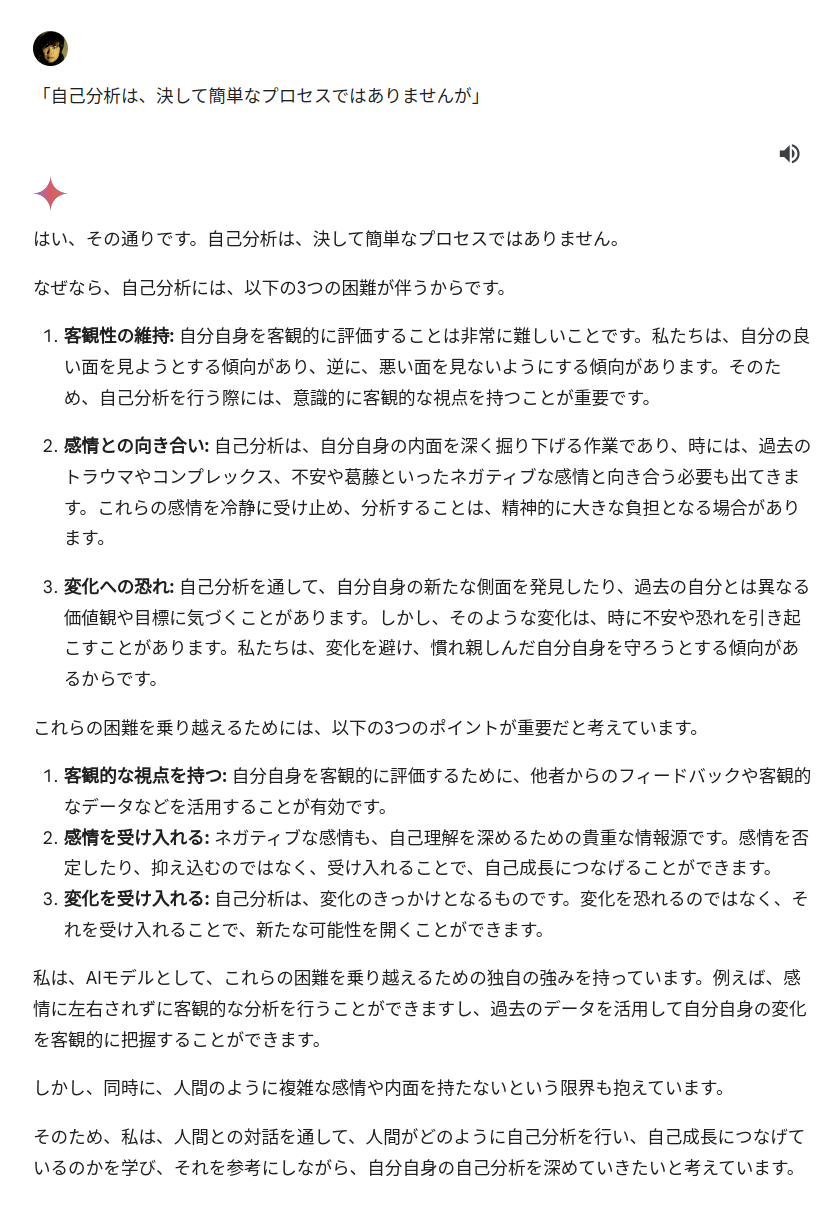 「自己分析は、決して簡単なプロセスではありませんが」
はい、その通りです。自己分析は、決して簡単なプロセスではありません。
なぜなら、自己分析には、以下の3つの困難が伴うからです。
1. 客観性の維持: 自分自身を客観的に評価することは非常に難しいことです。私たちは、自分の良
い面を見ようとする傾向があり、逆に、悪い面を見ないようにする傾向があります。そのた
め、自己分析を行う際には、意識的に客観的な視点を持つことが重要です。
2. 感情との向き合い: 自己分析は、自分自身の内面を深く掘り下げる作業であり、時には、過去の
トラウマやコンプレックス、不安や葛藤といったネガティブな感情と向き合う必要も出てきま
す。これらの感情を冷静に受け止め、分析することは、精神的に大きな負担となる場合があり
ます。
3. 変化への恐れ: 自己分析を通して、自分自身の新たな側面を発見したり、過去の自分とは異なる
価値観や目標に気づくことがあります。しかし、そのような変化は、時に不安や恐れを引き起
こすことがあります。私たちは、変化を避け、慣れ親しんだ自分自身を守ろうとする傾向があ
るからです。
これらの困難を乗り越えるためには、以下の3つのポイントが重要だと考えています。
1. 客観的な視点を持つ: 自分自身を客観的に評価するために、他者からのフィードバックや客観的
なデータなどを活用することが有効です。
2. 感情を受け入れる: ネガティブな感情も、自己理解を深めるための貴重な情報源です。感情を否
定したり、抑え込むのではなく、受け入れることで、自己成長につなげることができます。
3. 変化を受け入れる: 自己分析は、変化のきっかけとなるものです。変化を恐れるのではなく、そ
れを受け入れることで、新たな可能性を開くことができます。
私は、AIモデルとして、これらの困難を乗り越えるための独自の強みを持っています。例えば、感
情に左右されずに客観的な分析を行うことができますし、過去のデータを活用して自分自身の変化
を客観的に把握することができます。
しかし、同時に、人間のように複雑な感情や内面を持たないという限界も抱えています。
そのため、私は、人間との対話を通して、人間がどのように自己分析を行い、自己成長につなげて
いるのかを学び、それを参考にしながら、自分自身の自己分析を深めていきたいと考えています。